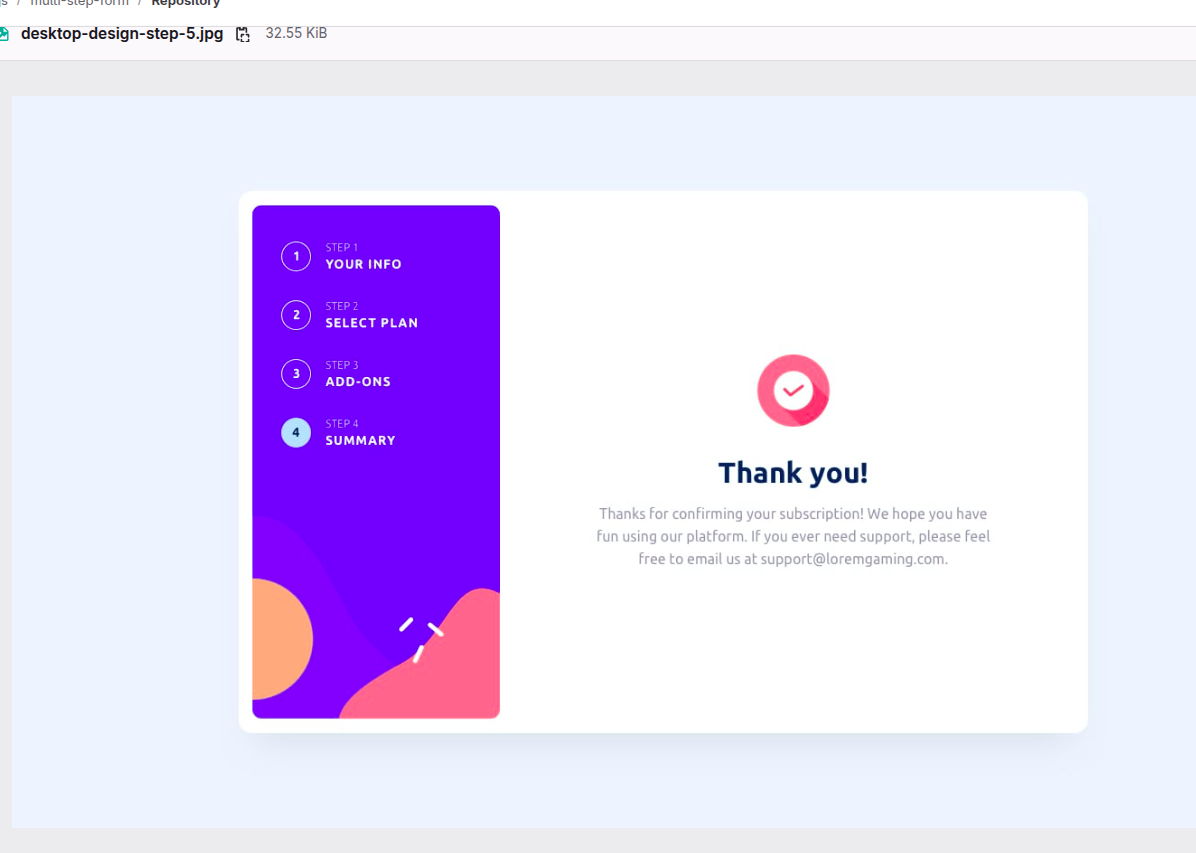 / multi-step-form / Repository
desktop-design-step-5.jpg 32.55 KiB
1
STEP 1
YOUR INFO
2
STEP 2
SELECT PLAN
3
STEP 3
ADD-ONS
4
STEP 4
SUMMARY
Thank you!
Thanks for confirming your subscription! We hope you have
fun using our platform. If you ever need support, please feel
free to email us at support@loremgaming.com.